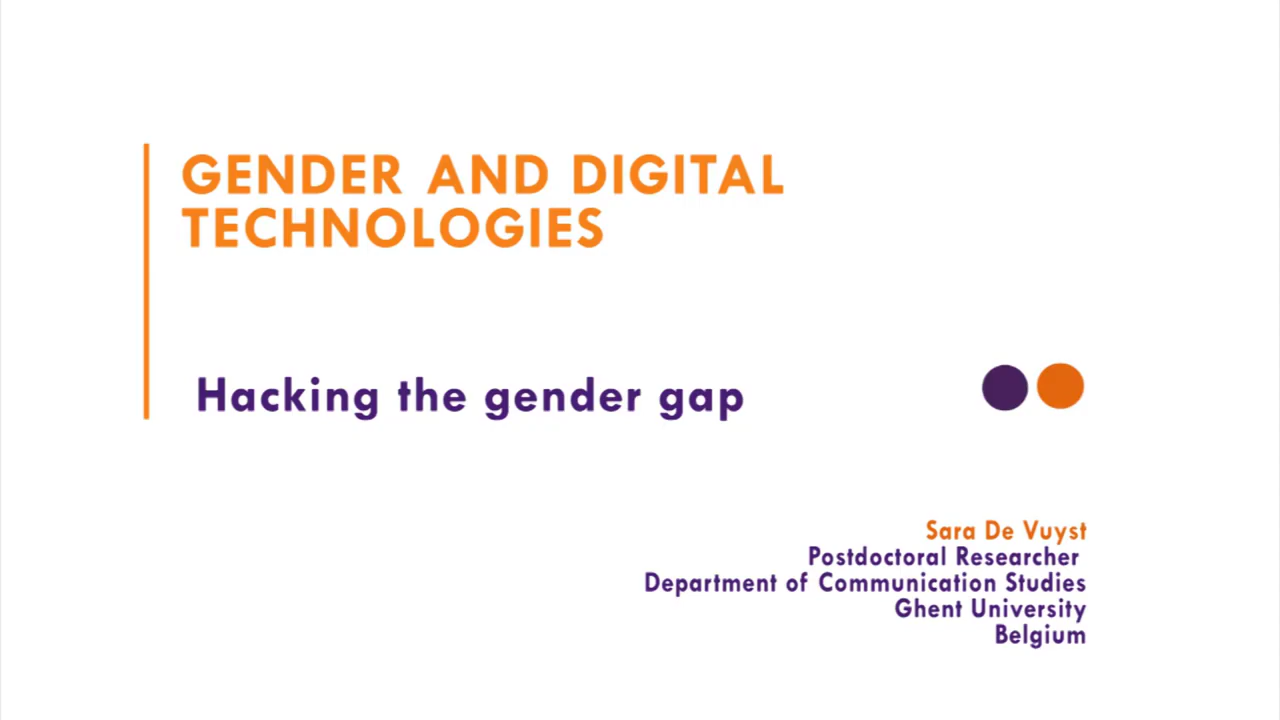 GENDER AND DIGITAL
TECHNOLOGIES
Hacking the gender gap
Sara De Vuyst
Postdoctoral Researcher
Department of Communication Studies
Ghent University
Belgium